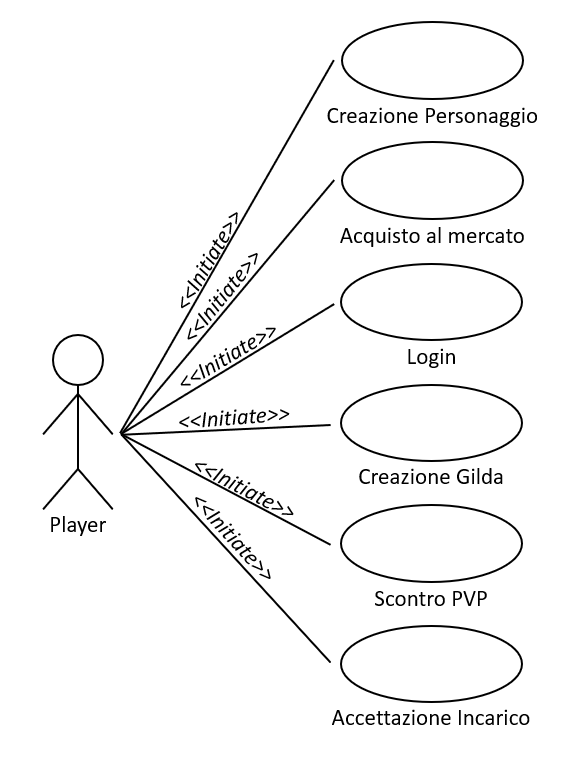 Creazione Personaggio
<<Initiate>>
Acquisto al mercato
<<Initiate>>
Login
<<Initiate>>
Creazione Gilda
<<Initiate>>
Scontro PVP
<<Initiate>>
Accettazione Incarico
<<Initiate>>
Player